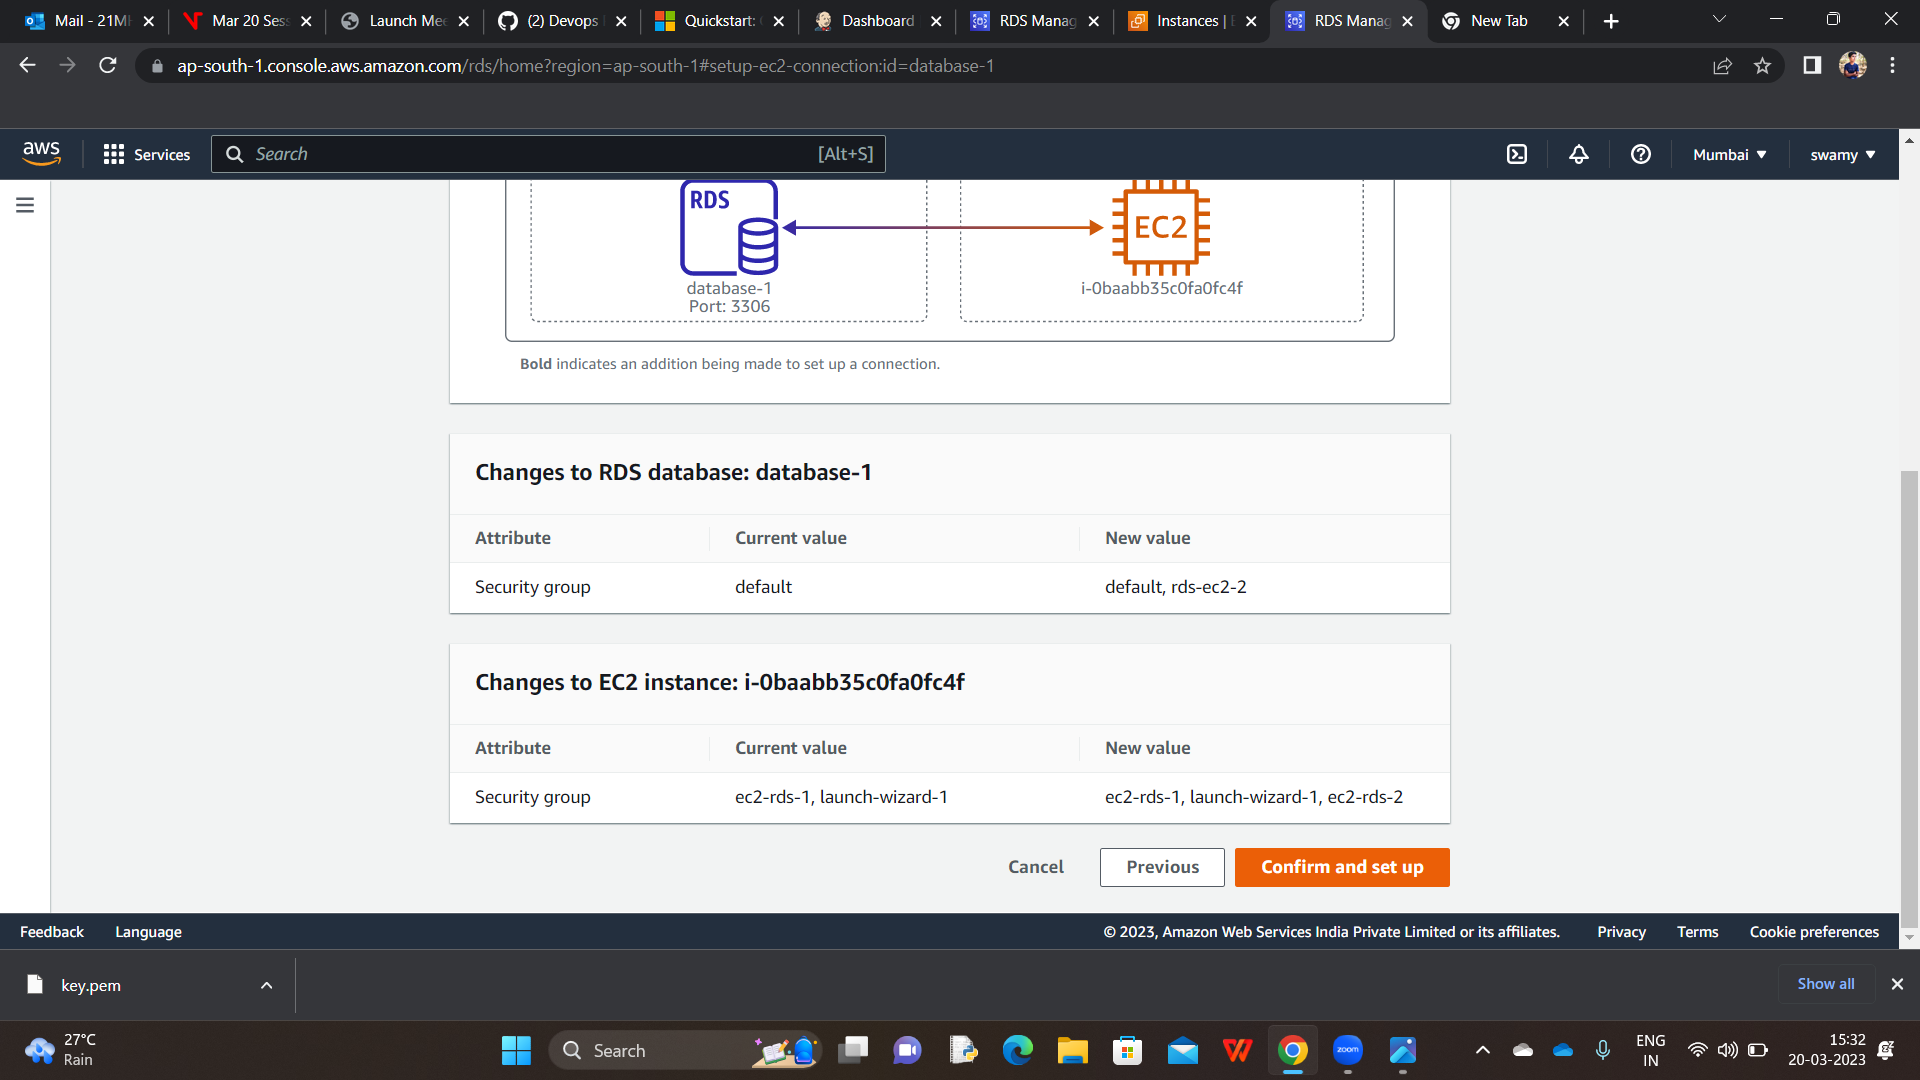 Mail - 21MI
Mar 20 Sess
Launch Mee
(2) Devops
Quickstart:
Dashboard
RDS Manag
Instances |
RDS Manag
New Tab
ap-south-1.console.aws.amazon.com/rds/home?region=ap-south-1#setup-ec2-connection:id=database-1
aws
Services
Search
[Alt+S]
Mumbai
swamy
RDS
EC2
database-1
Port: 3306
i-0baabb35c0fa0fc4f
Bold indicates an addition being made to set up a connection.
Changes to RDS database: database-1
Attribute Current value New value
Security group default default, rds-ec2-2
Changes to EC2 instance: i-0baabb35c0fa0fc4f
Attribute Current value New value
Security group ec2-rds-1, launch-wizard-1 ec2-rds-1, launch-wizard-1, ec2-rds-2
Cancel Previous Confirm and set up
Feedback Language © 2023, Amazon Web Services India Private Limited or its affiliates. Privacy Terms Cookie preferences
key.pem
Show all
27°C
Rain
Search
zoom
ENG
IN
15:32
20-03-2023